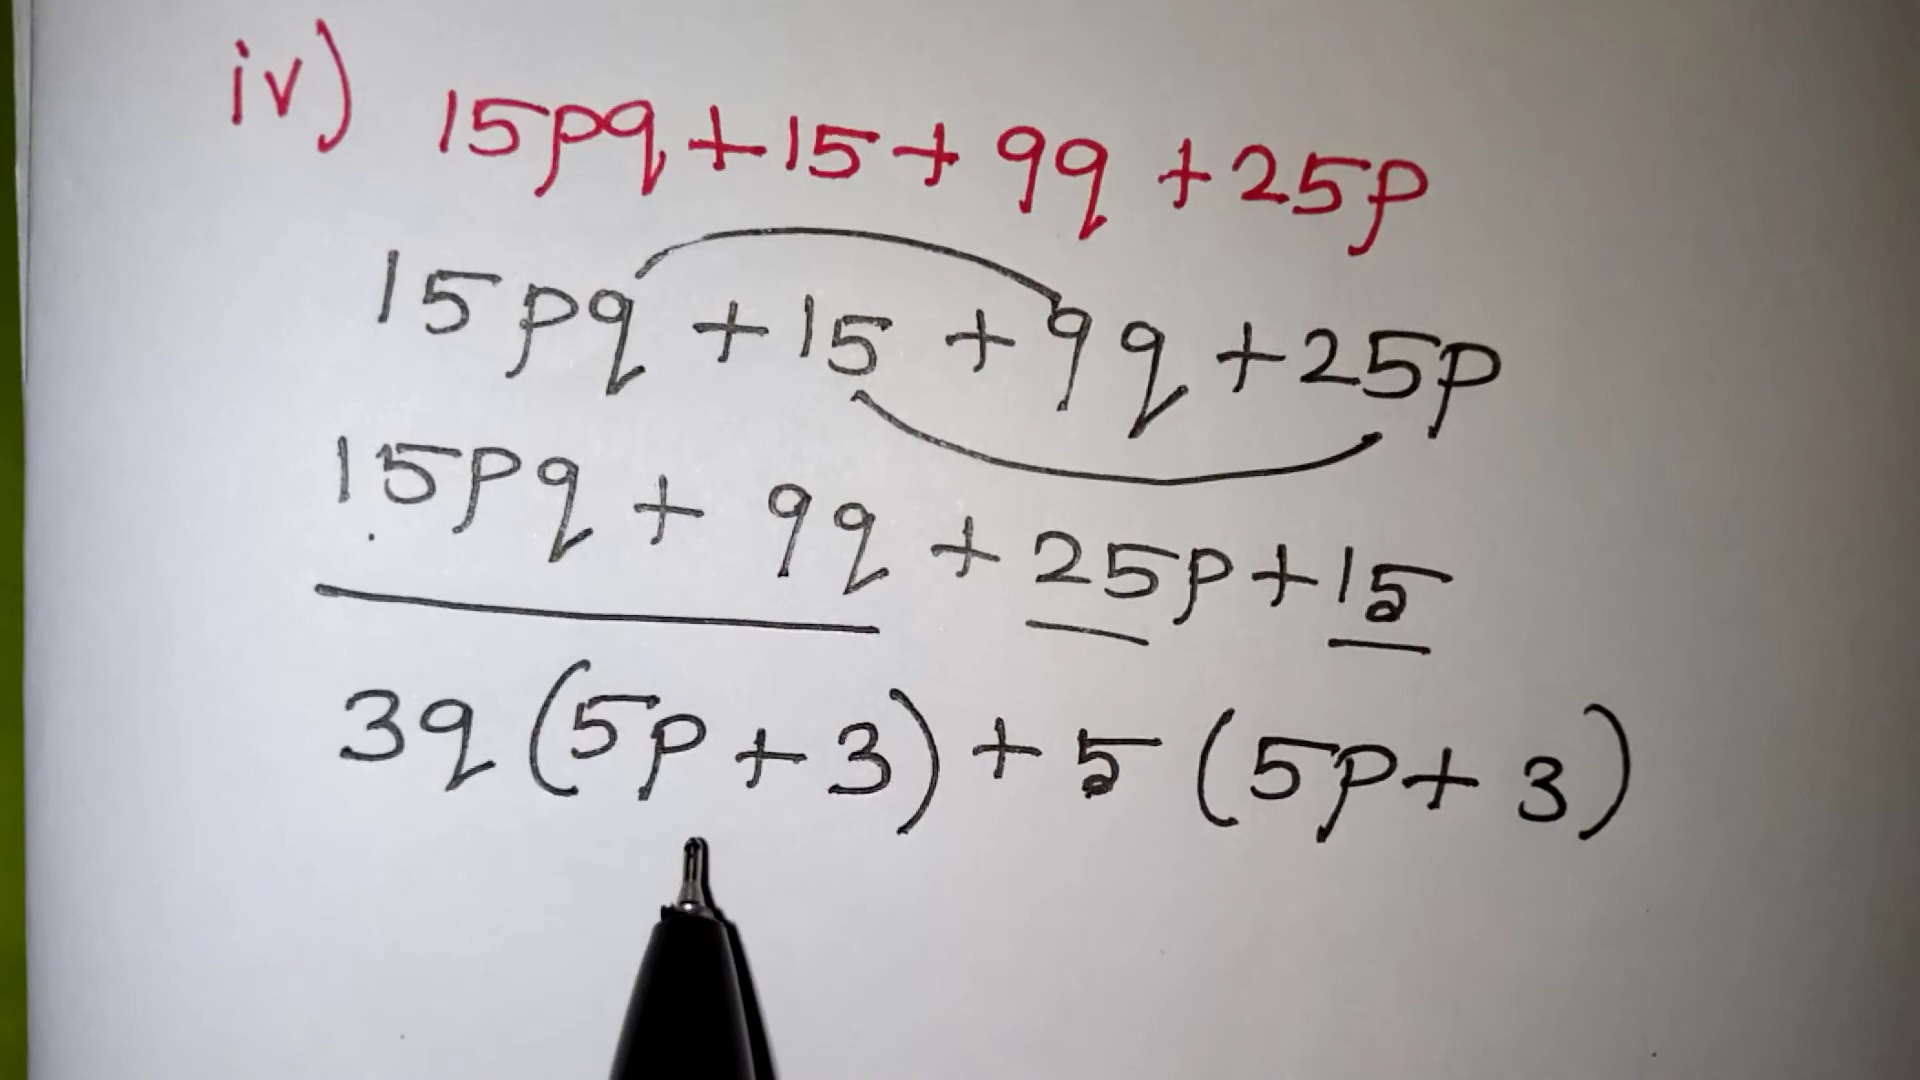 iv) 15pq + 15 + 9q + 25p
15pq + 15 + 9q + 25p
15pq + 9q + 25p + 15
3q (5p + 3) + 5 (5p + 3)